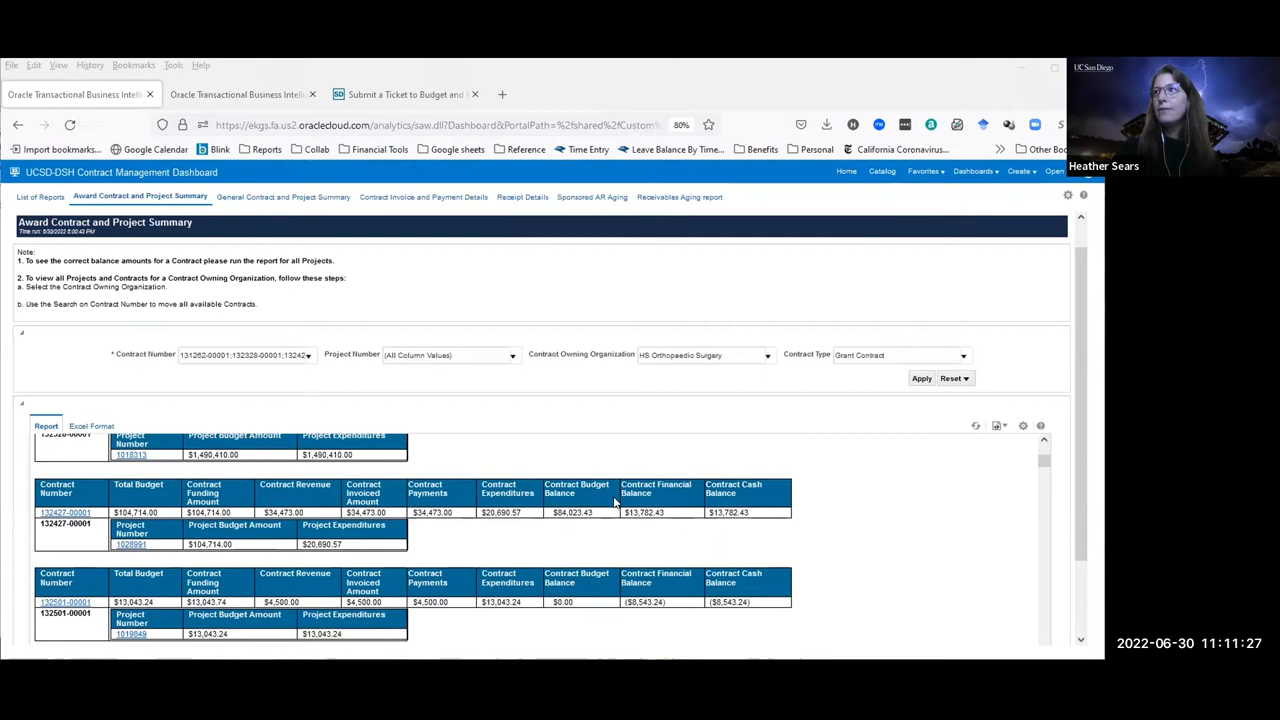 File Edit View History Bookmarks Tools Help
UC San Diego
Oracle Transactional Business Intelli × Oracle Transactional Business Intelli × SD Submit a Ticket to Budget and F × +
https://ekgs.fa.us2.oraclecloud.com/analytics/saw.dll?Dashboard&PortalPath=%2fshared%2fCustom 80%
Import bookmarks... Google Calendar Blink Reports Collab Financial Tools Google sheets Reference Time Entry Leave Balance By Time... Benefits Personal California Coronavirus... Other Bo
Heather Sears
UCSD-DSH Contract Management Dashboard Home Catalog Favorites Dashboards Create Open
List of Reports Award Contract and Project Summary General Contract and Project Summary Contract Invoice and Payment Details Receipt Details Sponsored AR Aging Receivables Aging report
Award Contract and Project Summary
Note:
1. To see the correct balance amounts for a Contract please run the report for all Projects.
2. To view all Projects and Contracts for a Contract Owning Organization, follow these steps:
a. Select the Contract Owning Organization.
b. Use the Search on Contract Number to move all available Contracts.
* Contract Number 131262-00001;132328-00001;13242 Project Number (All Column Values) Contract Owning Organization HS Orthopaedic Surgery Contract Type Grant Contract
Apply Reset
Report Excel Format
132328-00001 Project Number Project Budget Amount Project Expenditures
1018313 $1,490,410.00 $1,490,410.00
Contract Number Total Budget Contract Funding Amount Contract Revenue Contract Invoiced Amount Contract Payments Contract Expenditures Contract Budget Balance Contract Financial Balance Contract Cash Balance
132427-00001 $104,714.00 $104,714.00 $34,473.00 $34,473.00 $34,473.00 $20,690.57 $84,023.43 $13,782.43 $13,782.43
132427-00001 Project Number Project Budget Amount Project Expenditures
1028991 $104,714.00 $20,690.57
Contract Number Total Budget Contract Funding Amount Contract Revenue Contract Invoiced Amount Contract Payments Contract Expenditures Contract Budget Balance Contract Financial Balance Contract Cash Balance
132501-00001 $13,043.24 $13,043.74 $4,500.00 $4,500.00 $4,500.00 $13,043.24 $0.00 ($8,543.24) ($8,543.24)
132501-00001 Project Number Project Budget Amount Project Expenditures
1019849 $13,043.24 $13,043.24
2022-06-30 11:11:27